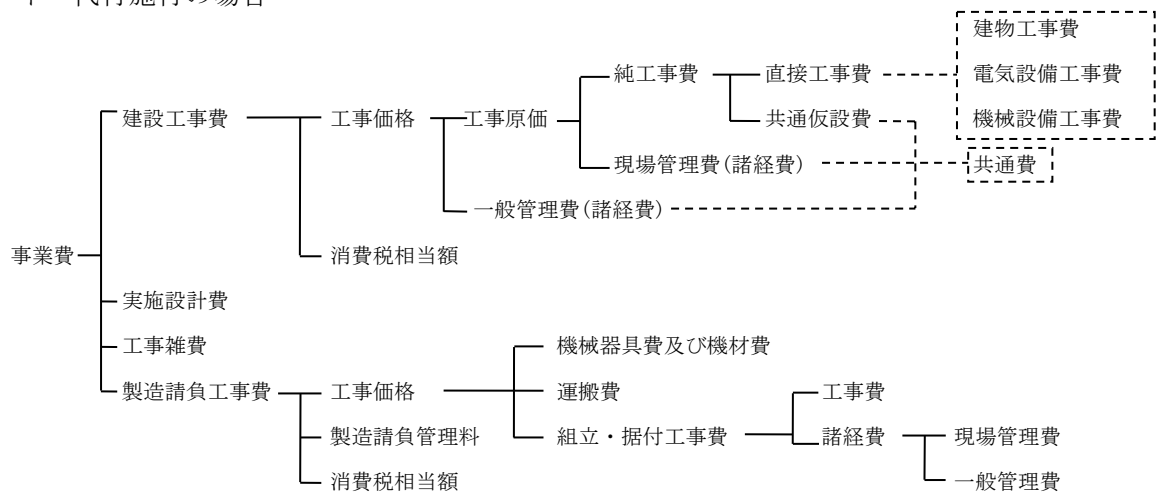 建物工事費
純工事費 直接工事費 電気設備工事費
建設工事費 工事価格 工事原価 共通仮設費 機械設備工事費
現場管理費(諸経費) 共通費
一般管理費(諸経費)
事業費 消費税相当額
実施設計費
工事雑費 機械器具費及び機材費
製造請負工事費 工事価格 運搬費 工事費
製造請負管理料 組立・据付工事費 諸経費 現場管理費
消費税相当額 一般管理費